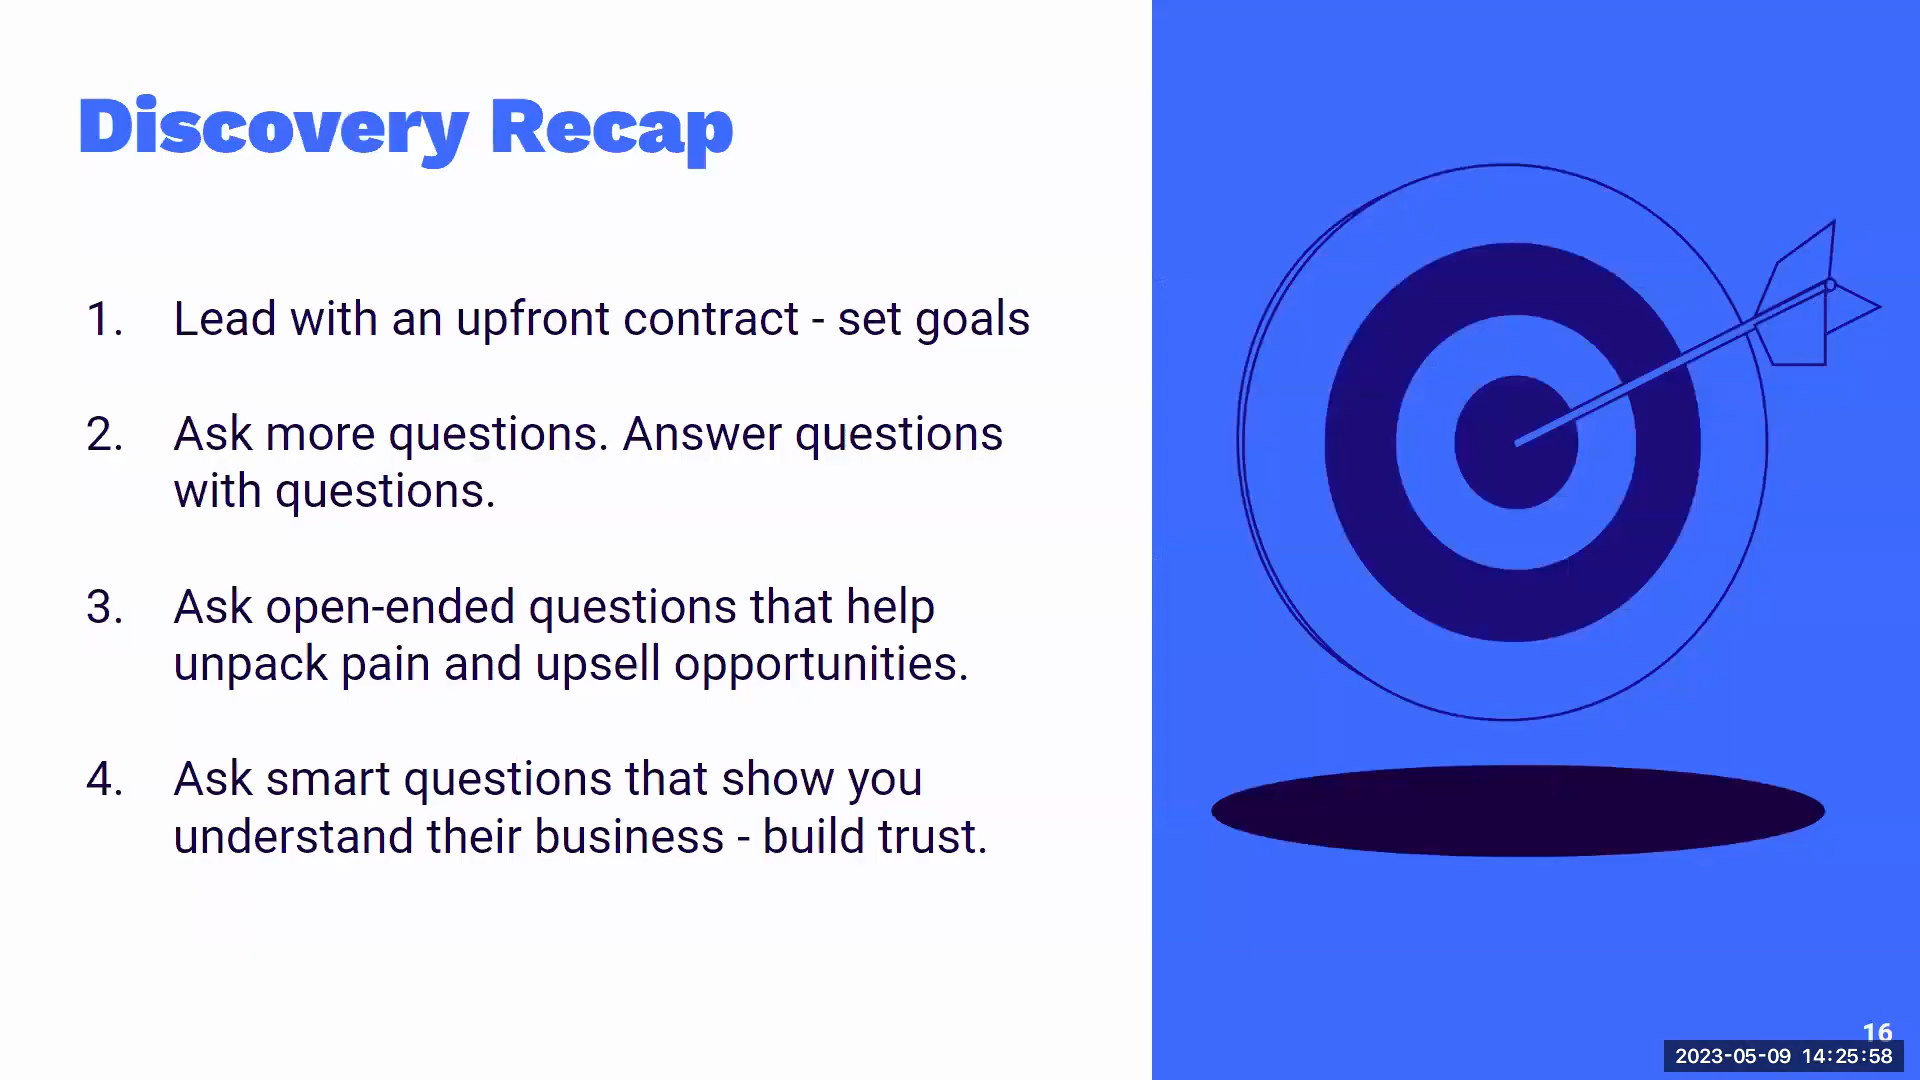 Discovery Recap
1. Lead with an upfront contract - set goals
2. Ask more questions. Answer questions
with questions.
3. Ask open-ended questions that help
unpack pain and upsell opportunities.
4. Ask smart questions that show you
understand their business - build trust.
16
2023-05-09 14:25:58